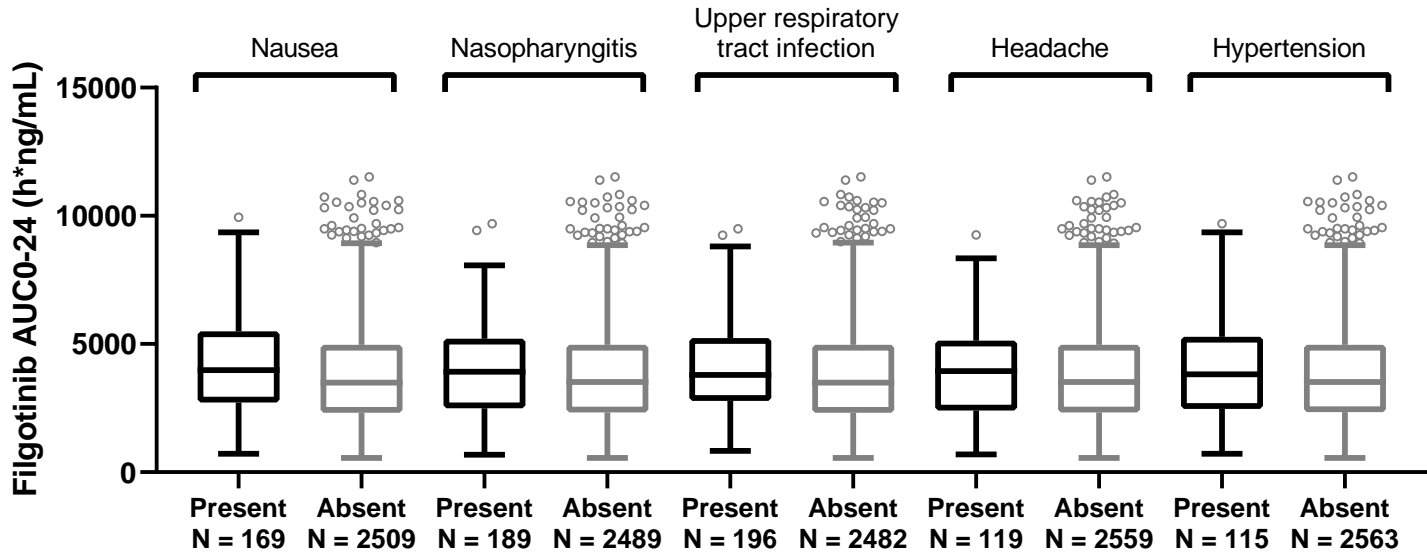 Upper respiratory
Nausea Nasopharyngitis tract infection Headache Hypertension
Filgotinib AUC0-24 (h*ng/mL)
15000
10000
5000
0
Present Absent Present Absent Present Absent Present Absent Present Absent
N = 169 N = 2509 N = 189 N = 2489 N = 196 N = 2482 N = 119 N = 2559 N = 115 N = 2563